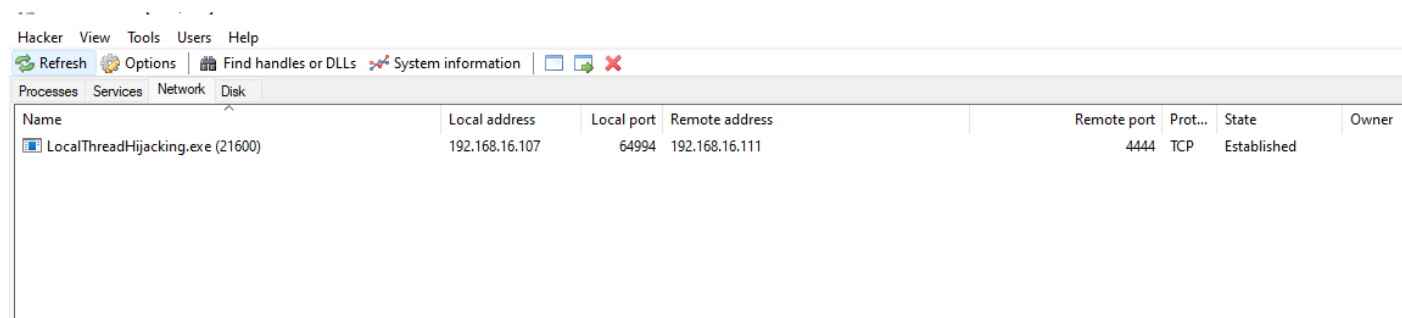 Hacker View Tools Users Help
Refresh Options Find handles or DLLs System information
Processes Services Network Disk
Name Local address Local port Remote address Remote port Prot... State Owner
LocalThreadHijacking.exe (21600) 192.168.16.107 64994 192.168.16.111 4444 TCP Established